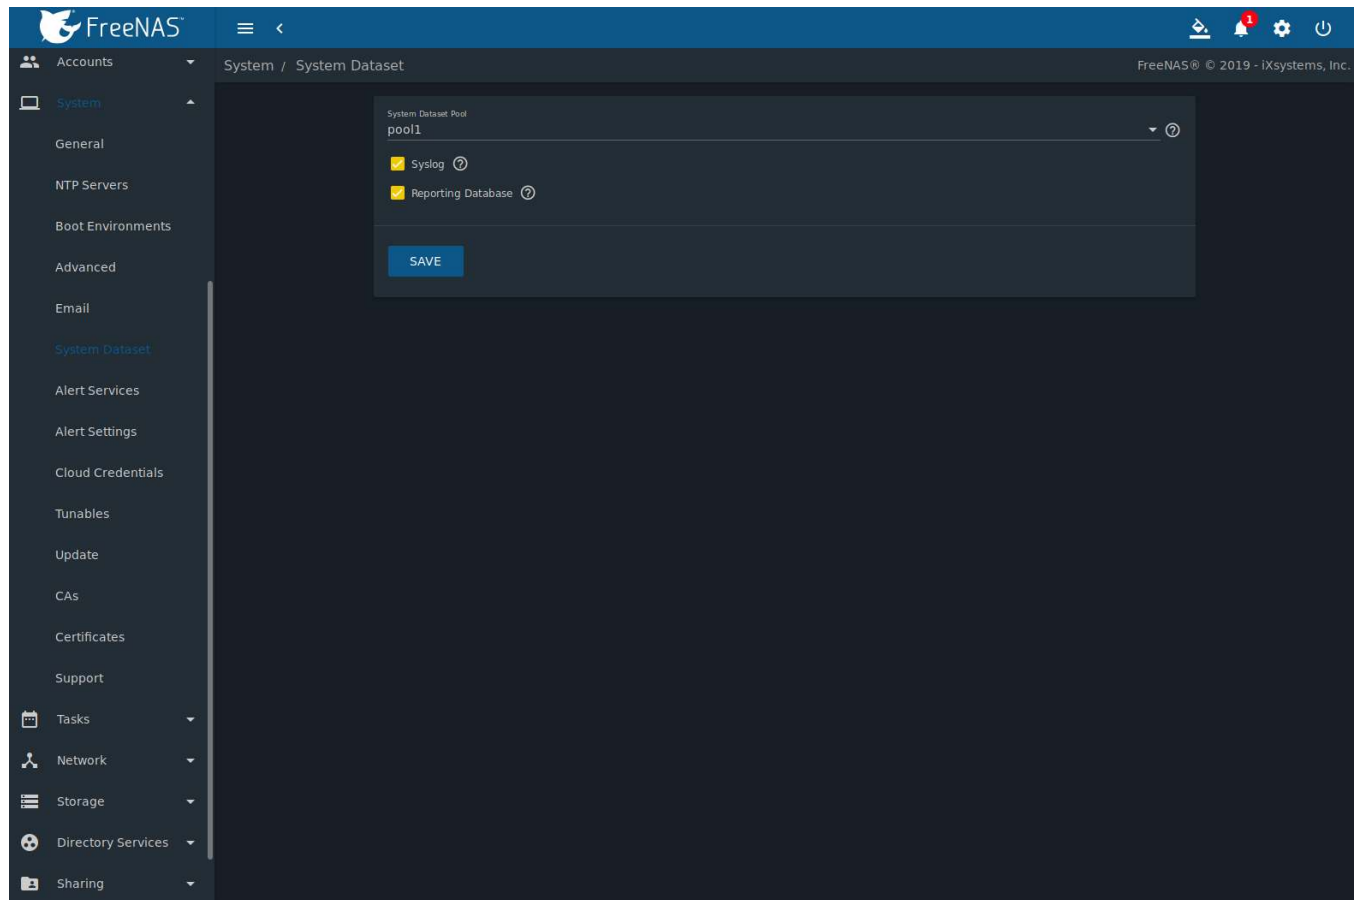 FreeNAS®
1
Accounts
System / System Dataset
FreeNAS® © 2019 - iXsystems, Inc.
System
General
NTP Servers
Boot Environments
Advanced
Email
System Dataset
Alert Services
Alert Settings
Cloud Credentials
Tunables
Update
CAs
Certificates
Support
Tasks
Network
Storage
Directory Services
Sharing
System Dataset Pool
pool1
Syslog
Reporting Database
SAVE